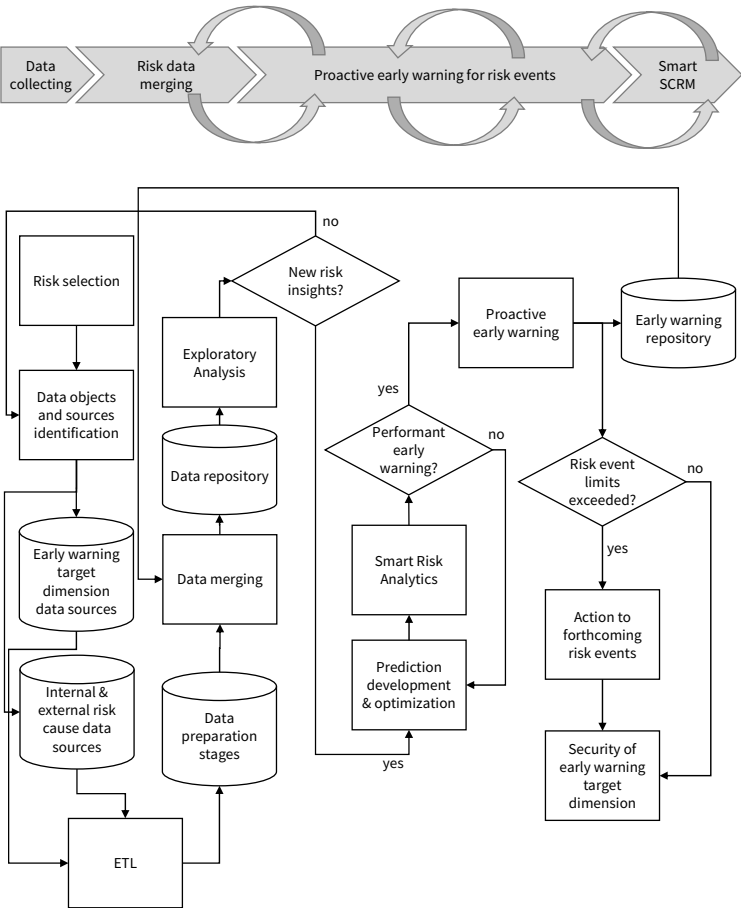 Data
collecting
Risk data
merging
Proactive early warning for risk events
Smart
SCRM
no
Risk selection
New risk
insights?
Proactive
early warning
Early warning
repository
Exploratory
Analysis
Data objects
and sources
identification
yes
Performant
early
warning?
no
Data repository
Risk event
limits
exceeded?
no
Early warning
target
dimension
data sources
Data merging
Smart Risk
Analytics
yes
Action to
forthcoming
risk events
Internal &
external risk
cause data
sources
Data
preparation
stages
Prediction
development
& optimization
yes
Security of
early warning
target
dimension
ETL